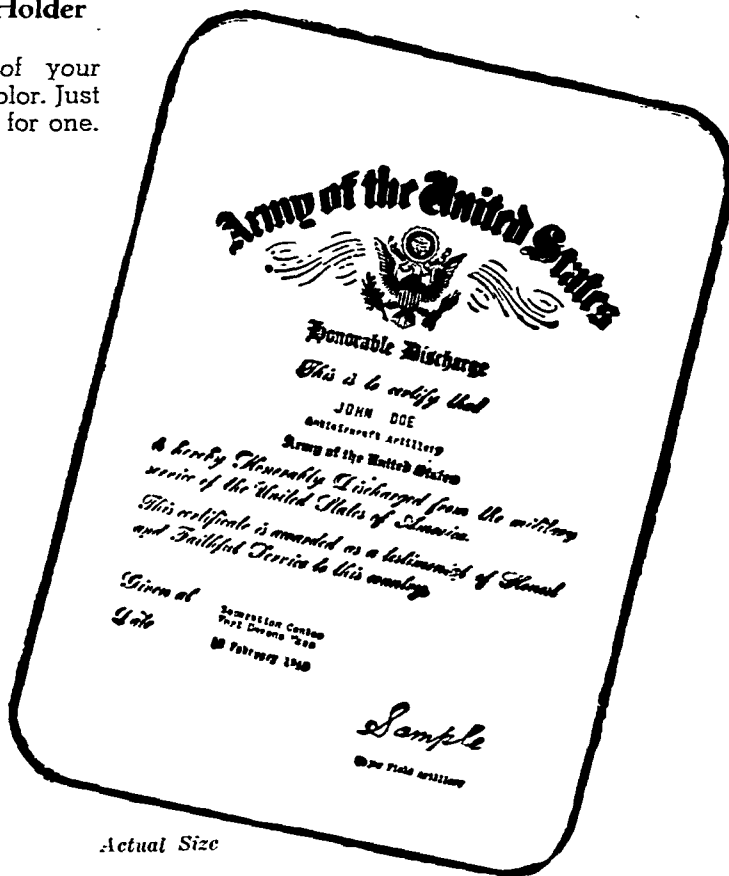 Holder
of your
olor. Just
for one.
Army of the United States
Honorable Discharge
This is to certify that
JOHN DOE
Antiaircraft Artillery
Army of the United States
is hereby Honorably Discharged from the military
service of the United States of America.
This certificate is awarded as a testimonial of Honest
and Faithful Service to this country
Given at Separation Center
Fort Devens
Date February
Sample
Field Artillery
Actual Size